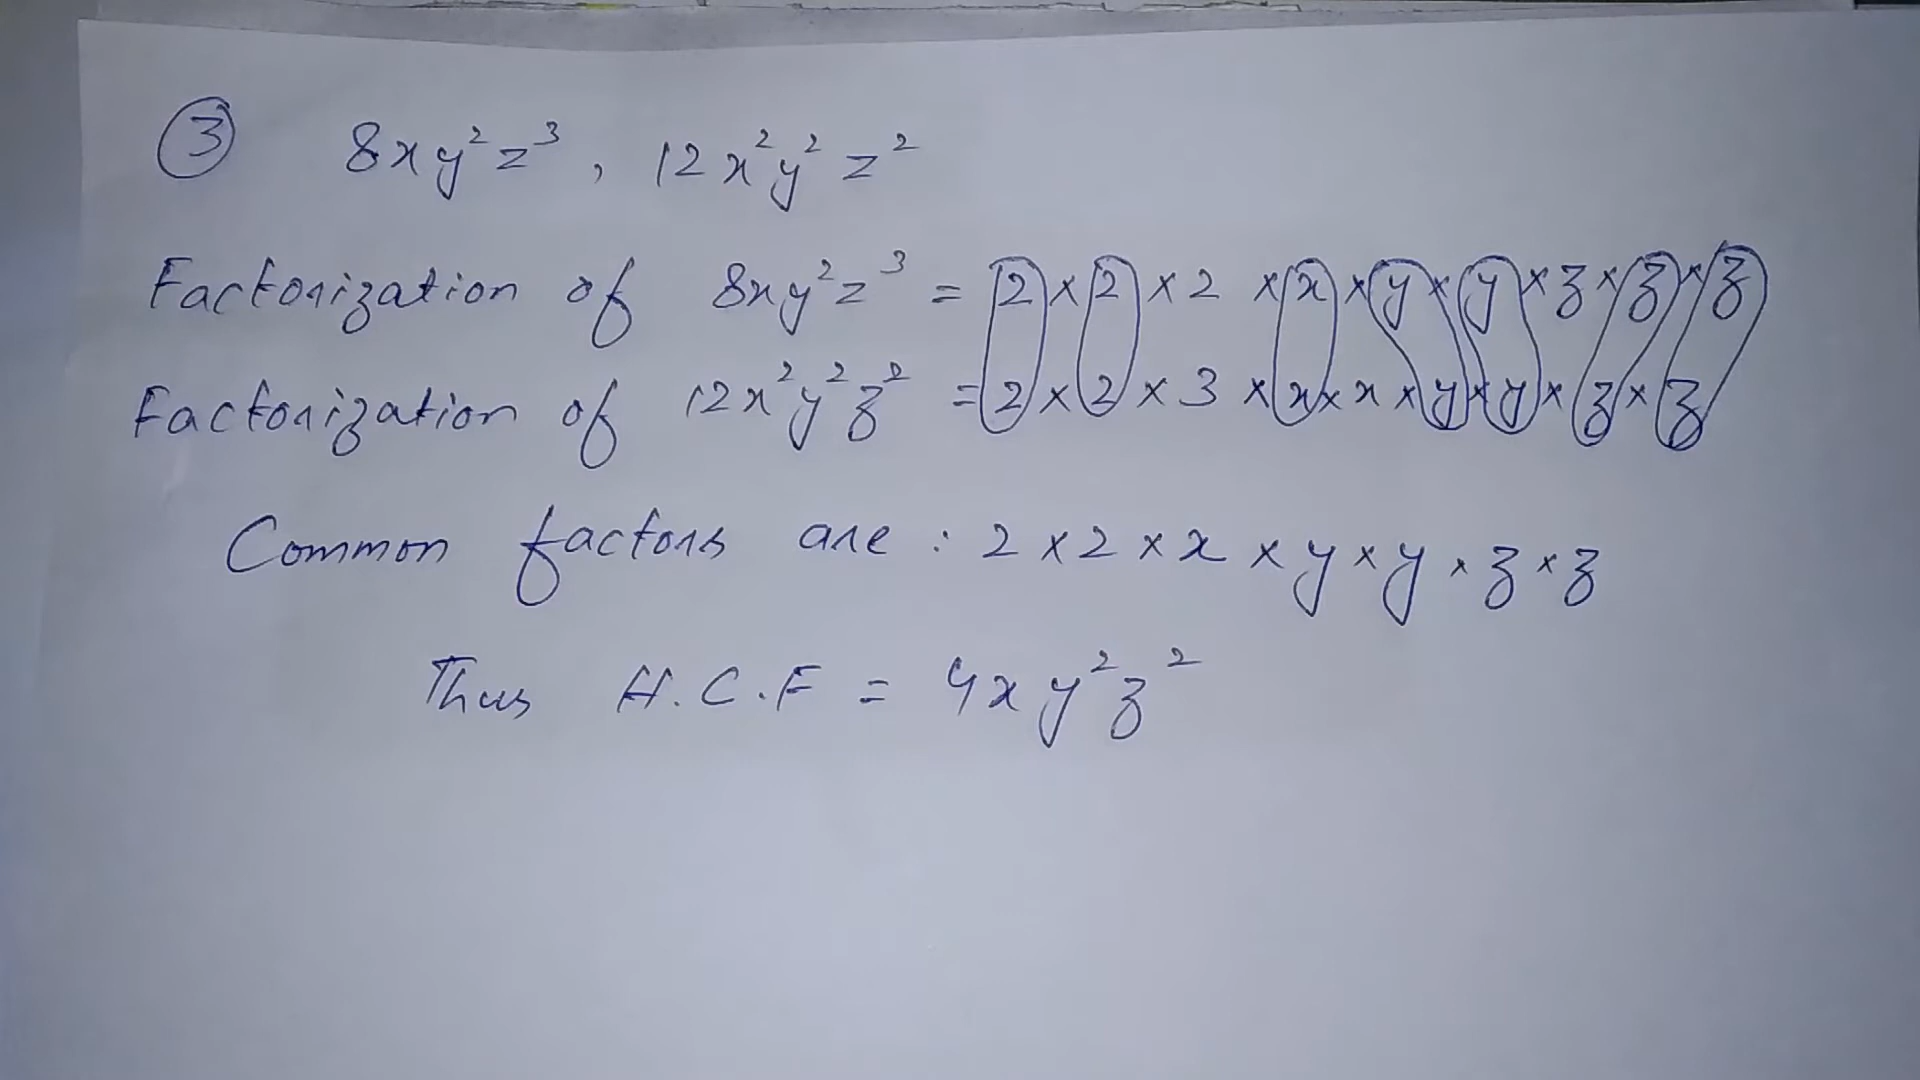 ③ 8xy²z³, 12x²y²z²
Factorization of 8xy²z³ = 2×2×2×x×y×y×z×z×z
Factorization of 12x²y²z² = 2×2×3×x×x×y×y×z×z
Common factors are : 2×2×x×y×y×z×z
Thus H.C.F = 4xy²z²